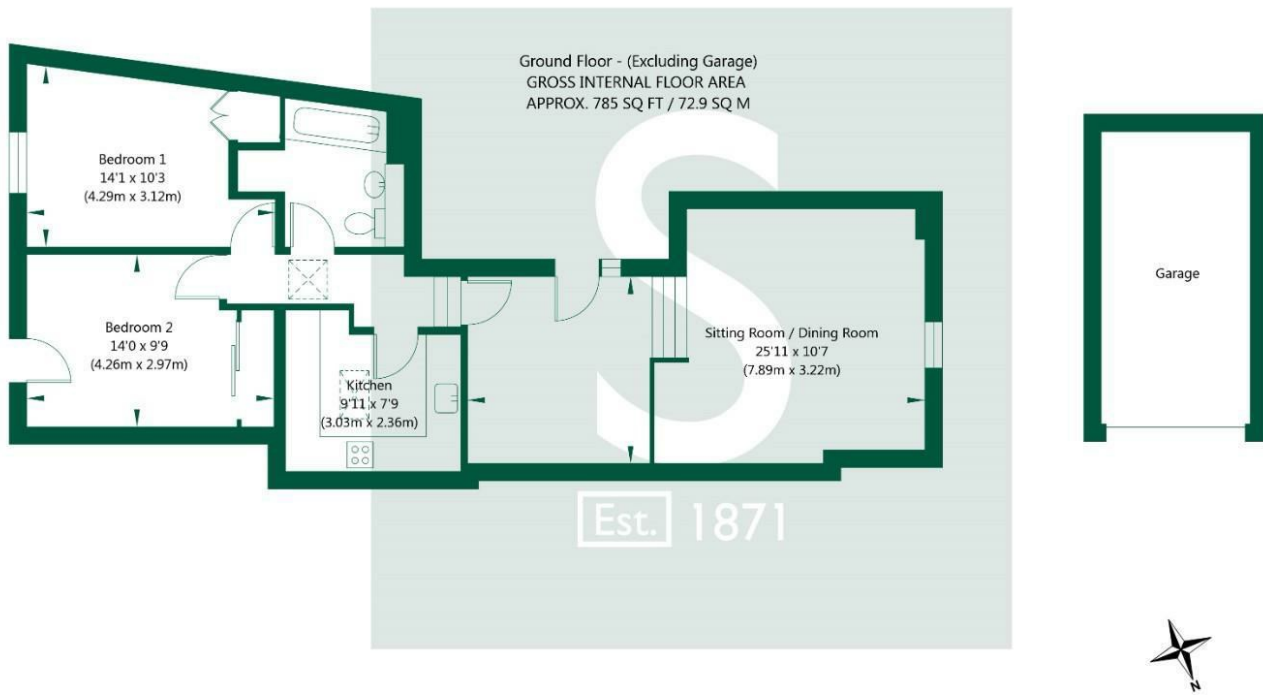 Ground Floor - (Excluding Garage)
GROSS INTERNAL FLOOR AREA
APPROX. 785 SQ FT / 72.9 SQ M
Bedroom 1
14'1 x 10'3
(4.29m x 3.12m)
Bedroom 2
14'0 x 9'9
(4.26m x 2.97m)
Kitchen
9'11 x 7'9
(3.03m x 2.36m)
Sitting Room / Dining Room
25'11 x 10'7
(7.89m x 3.22m)
Garage
S
Est. 1871
N